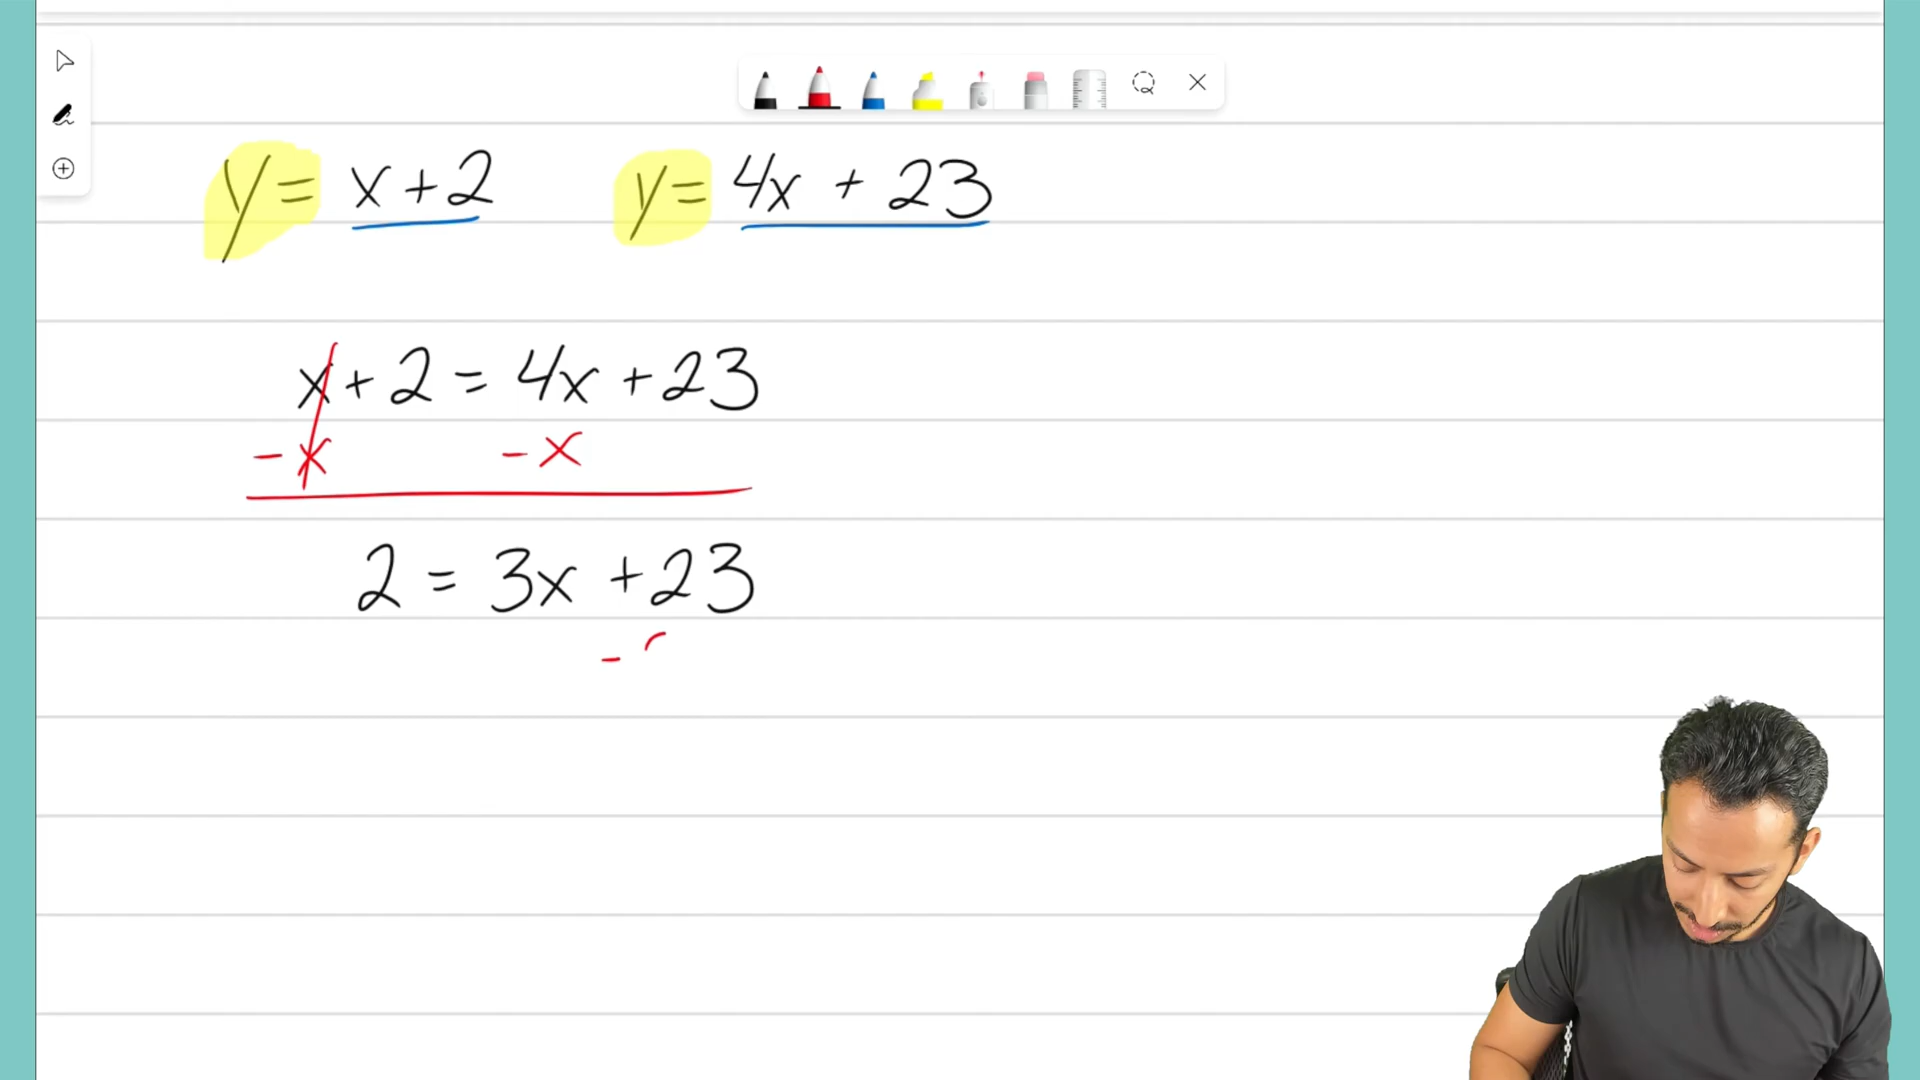 y = x + 2 y = 4x + 23
x + 2 = 4x + 23
- x - x
2 = 3x + 23
-